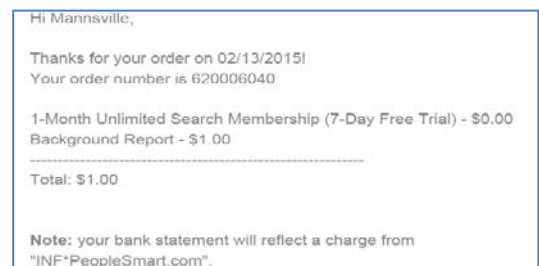 Hi Mannsville,
Thanks for your order on 02/13/2015!
Your order number is 620006040
1-Month Unlimited Search Membership (7-Day Free Trial) - $0.00
Background Report - $1.00
------------------------------------------------------------
Total: $1.00
Note: your bank statement will reflect a charge from
"INF*PeopleSmart.com".